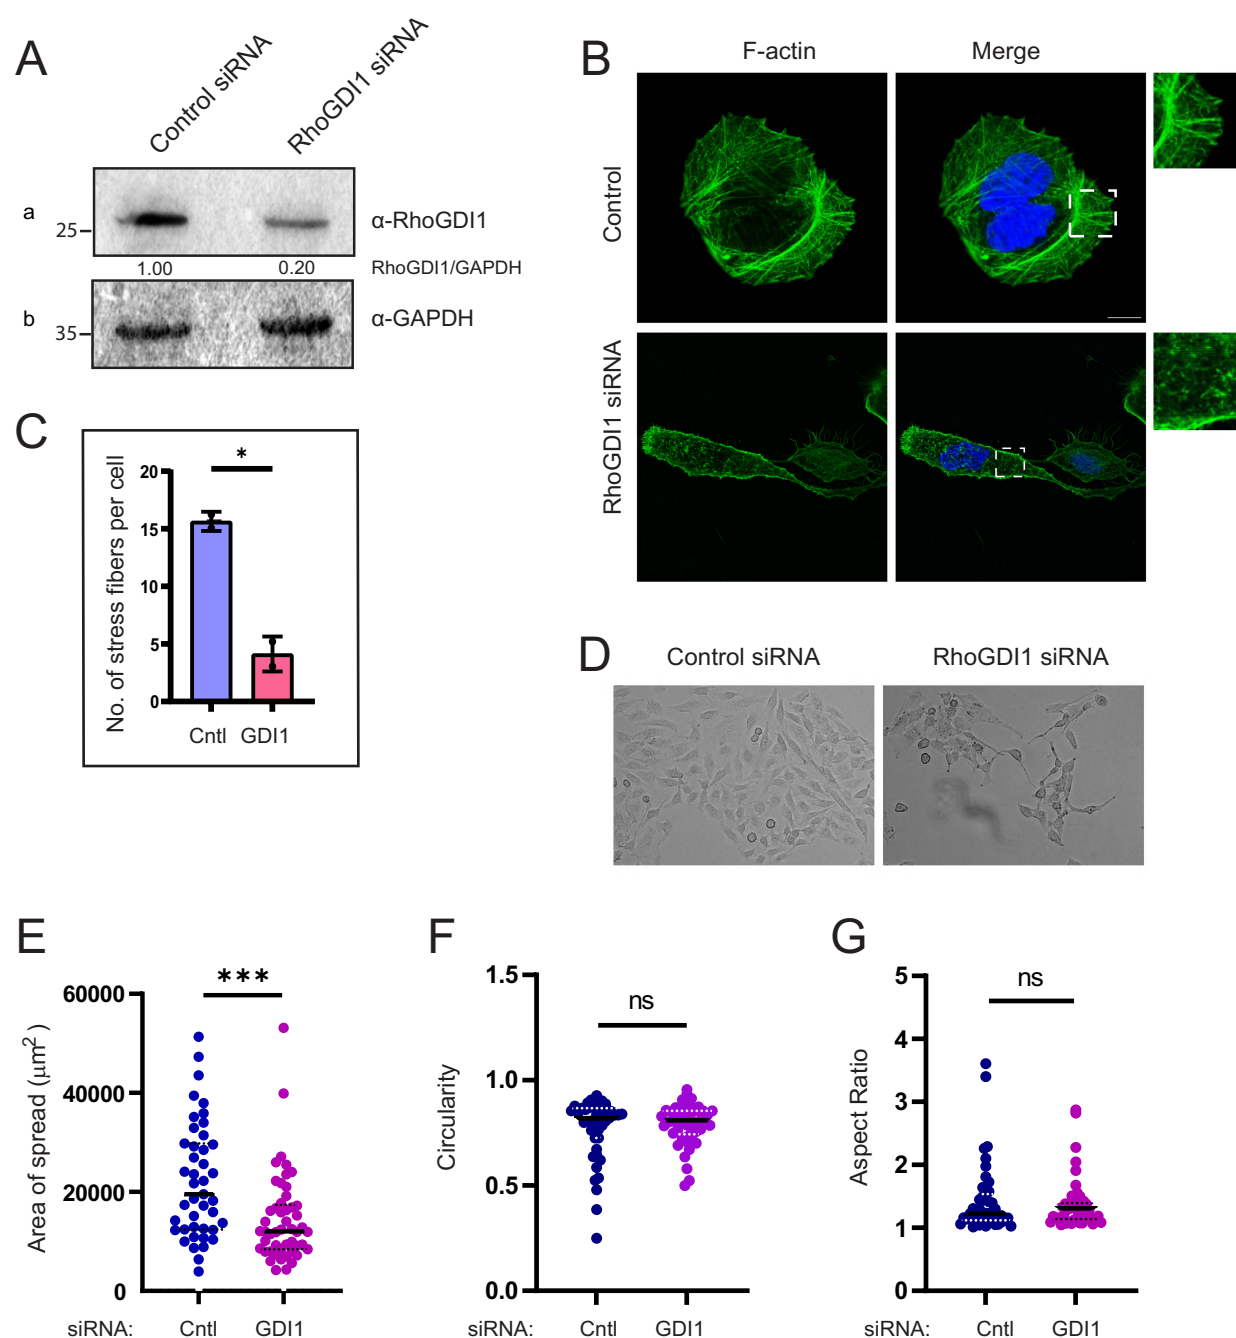 A
Control siRNA
RhoGDI1 siRNA
a
25
α-RhoGDI1
1.00
0.20
RhoGDI1/GAPDH
b
35
α-GAPDH
B
F-actin
Merge
Control
RhoGDI1 siRNA
C
No. of stress fibers per cell
*
20
15
10
5
0
Cntl
GDI1
D
Control siRNA
RhoGDI1 siRNA
E
Area of spread (μm²)
***
60000
40000
20000
0
siRNA:
Cntl
GDI1
F
Circularity
ns
1.5
1.0
0.5
0.0
siRNA:
Cntl
GDI1
G
Aspect Ratio
ns
5
4
3
2
1
0
siRNA:
Cntl
GDI1